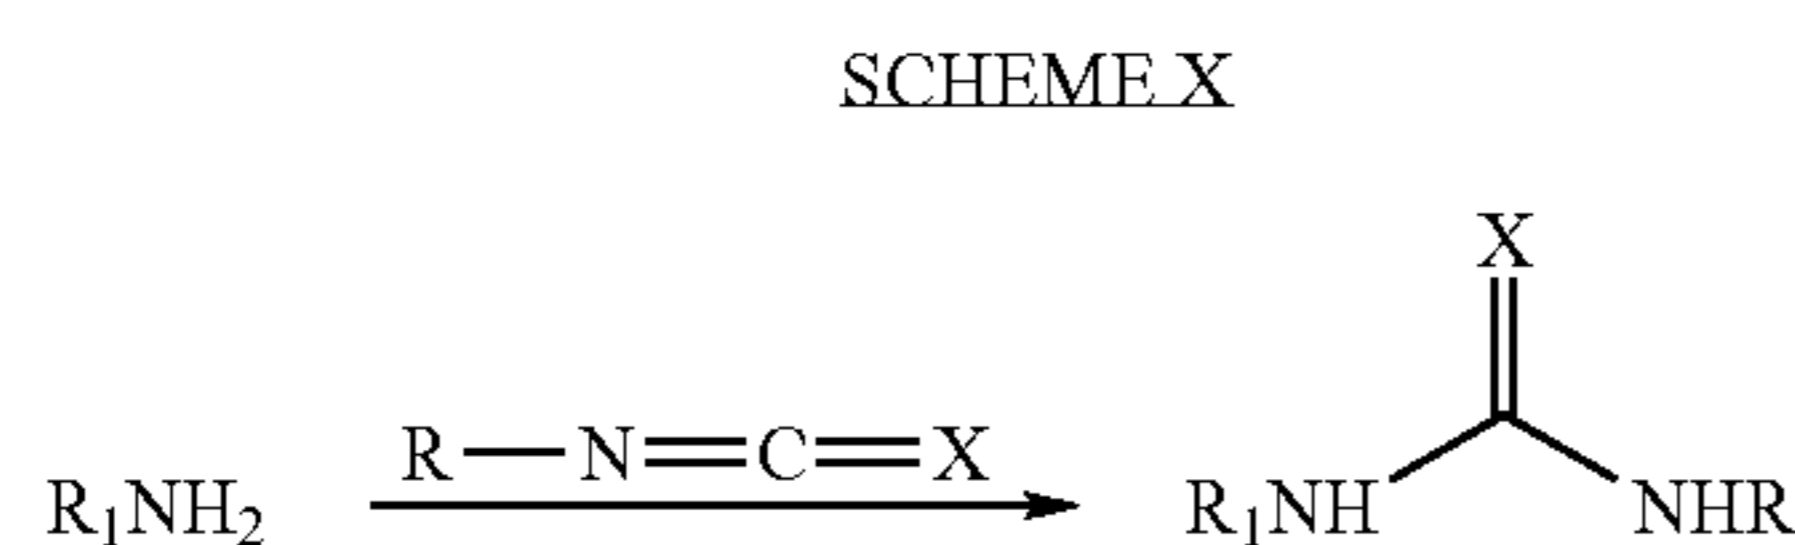 SCHEME X
X
R—N=C=X
R₁NH₂
R₁NH
NHR